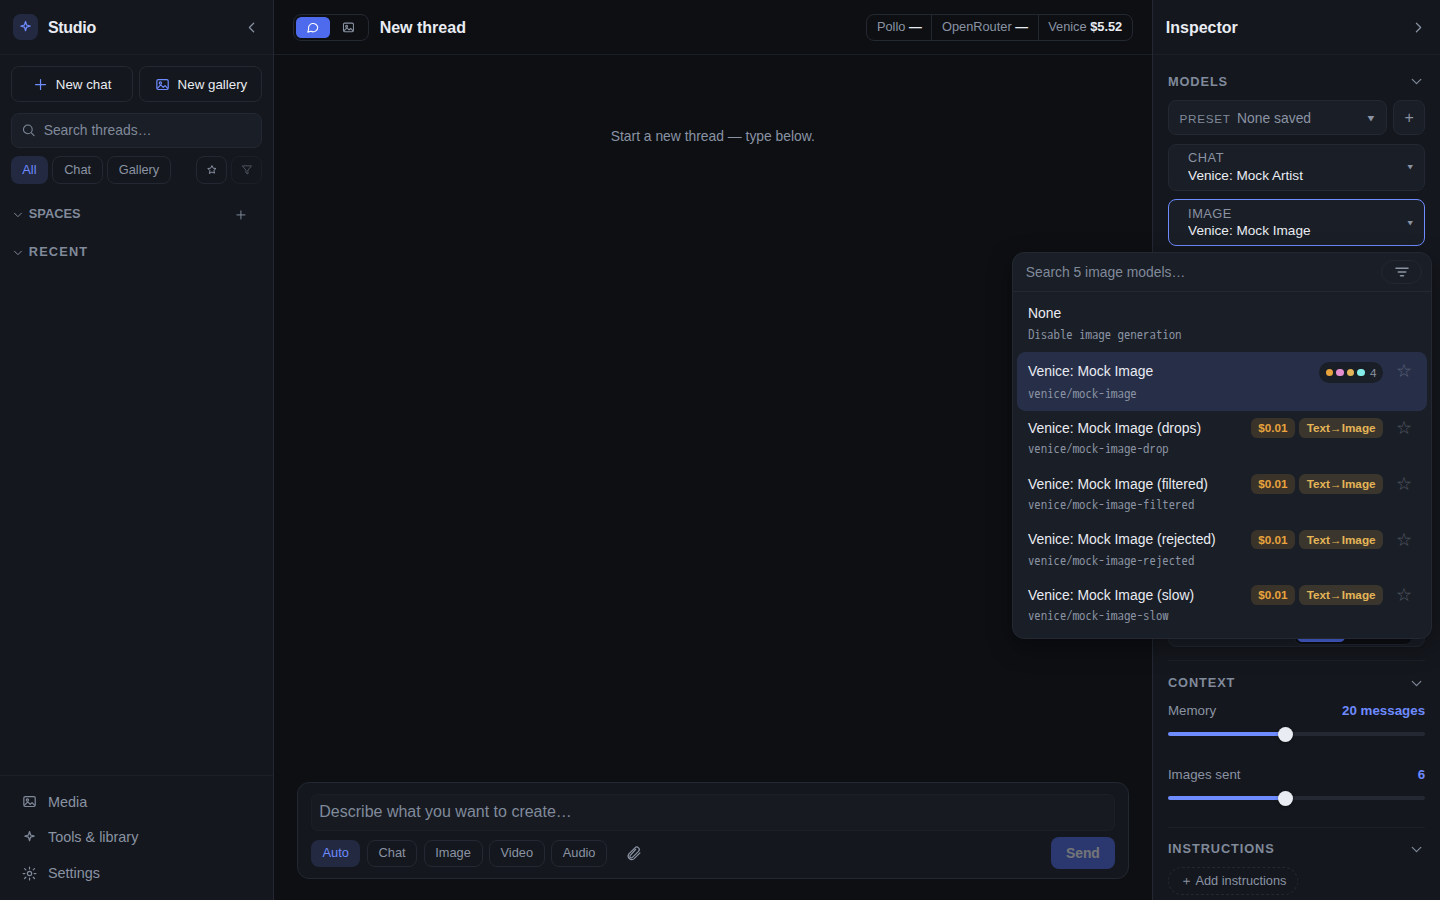 Studio
New chat
New gallery
Search threads…
All
Chat
Gallery
SPACES
RECENT
Media
Tools & library
Settings
New thread
Pollo —
OpenRouter —
Venice $5.52
Start a new thread — type below.
Describe what you want to create…
Auto
Chat
Image
Video
Audio
Send
Inspector
MODELS
PRESET None saved
CHAT
Venice: Mock Artist
IMAGE
Venice: Mock Image
Search 5 image models…
None
Disable image generation
Venice: Mock Image
4
venice/mock-image
Venice: Mock Image (drops)
$0.01
Text→Image
venice/mock-image-drop
Venice: Mock Image (filtered)
$0.01
Text→Image
venice/mock-image-filtered
Venice: Mock Image (rejected)
$0.01
Text→Image
venice/mock-image-rejected
Venice: Mock Image (slow)
$0.01
Text→Image
venice/mock-image-slow
CONTEXT
Memory
20 messages
Images sent
6
INSTRUCTIONS
+ Add instructions